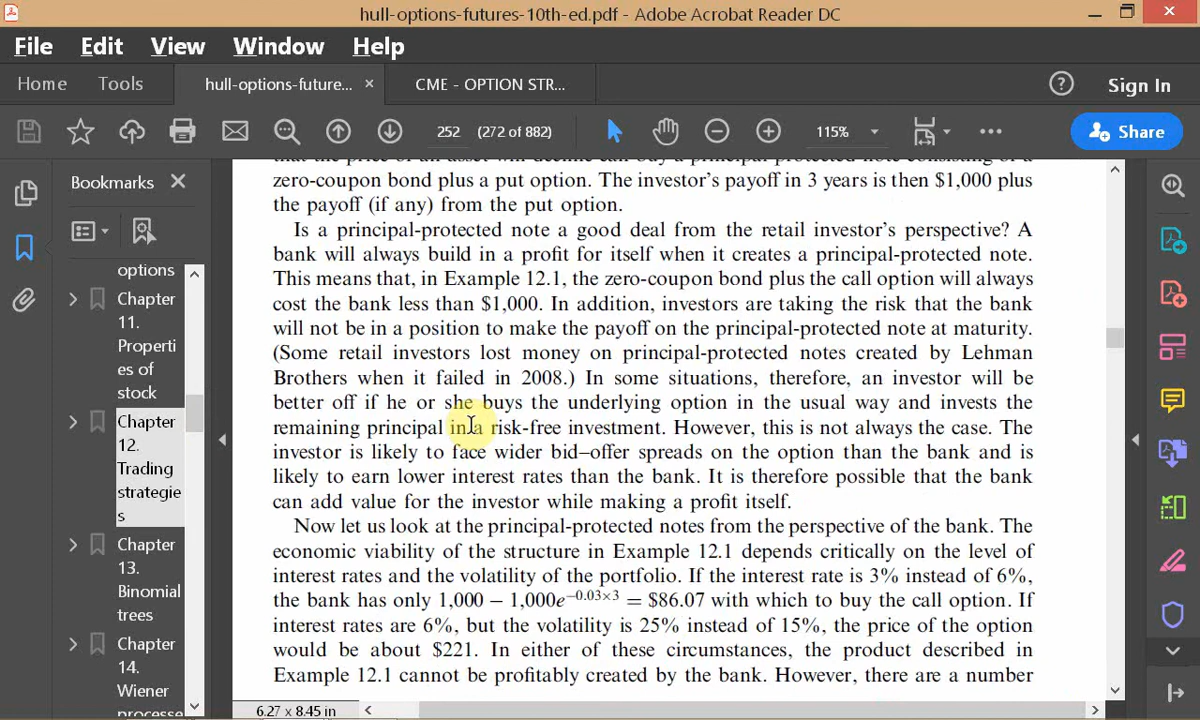 hull-options-futures-10th-ed.pdf - Adobe Acrobat Reader DC
File Edit View Window Help
Home Tools hull-options-future... × CME - OPTION STR... ? Sign In
252 (272 of 882) 115% Share
Bookmarks
options
Chapter
11.
Properti
es of
stock
Chapter
12.
Trading
strategie
s
Chapter
13.
Binomial
trees
Chapter
14.
Wiener
processe
that the price of an asset will decline can buy a principal-protected note consisting of a
zero-coupon bond plus a put option. The investor's payoff in 3 years is then $1,000 plus
the payoff (if any) from the put option.
Is a principal-protected note a good deal from the retail investor's perspective? A
bank will always build in a profit for itself when it creates a principal-protected note.
This means that, in Example 12.1, the zero-coupon bond plus the call option will always
cost the bank less than $1,000. In addition, investors are taking the risk that the bank
will not be in a position to make the payoff on the principal-protected note at maturity.
(Some retail investors lost money on principal-protected notes created by Lehman
Brothers when it failed in 2008.) In some situations, therefore, an investor will be
better off if he or she buys the underlying option in the usual way and invests the
remaining principal in a risk-free investment. However, this is not always the case. The
investor is likely to face wider bid–offer spreads on the option than the bank and is
likely to earn lower interest rates than the bank. It is therefore possible that the bank
can add value for the investor while making a profit itself.
Now let us look at the principal-protected notes from the perspective of the bank. The
economic viability of the structure in Example 12.1 depends critically on the level of
interest rates and the volatility of the portfolio. If the interest rate is 3% instead of 6%,
the bank has only 1,000 − 1,000e^−0.03×3 = $86.07 with which to buy the call option. If
interest rates are 6%, but the volatility is 25% instead of 15%, the price of the option
would be about $221. In either of these circumstances, the product described in
Example 12.1 cannot be profitably created by the bank. However, there are a number
6.27 x 8.45 in